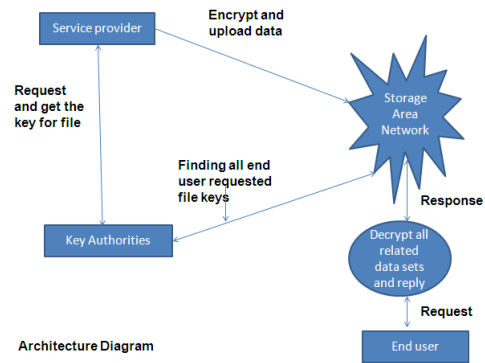 Service provider
Encrypt and
upload data
Request
and get the
key for file
Storage
Area
Network
Finding all end
user requested
file keys
Response
Key Authorities
Decrypt all
related
data sets
and reply
Request
Architecture Diagram
End user